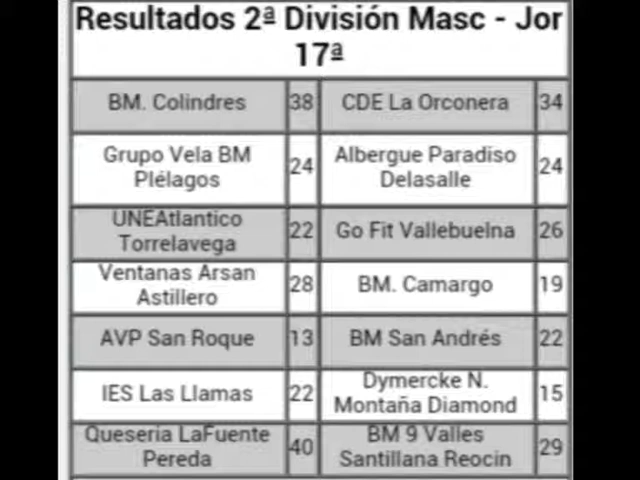 Resultados 2ª División Masc - Jor
17ª
BM. Colindres 38 CDE La Orconera 34
Grupo Vela BM
Plélagos 24 Albergue Paradiso
Delasalle 24
UNEAtlantico
Torrelavega 22 Go Fit Vallebuelna 26
Ventanas Arsan
Astillero 28 BM. Camargo 19
AVP San Roque 13 BM San Andrés 22
IES Las Llamas 22 Dymercke N.
Montaña Diamond 15
Queseria LaFuente
Pereda 40 BM 9 Valles
Santillana Reocin 29